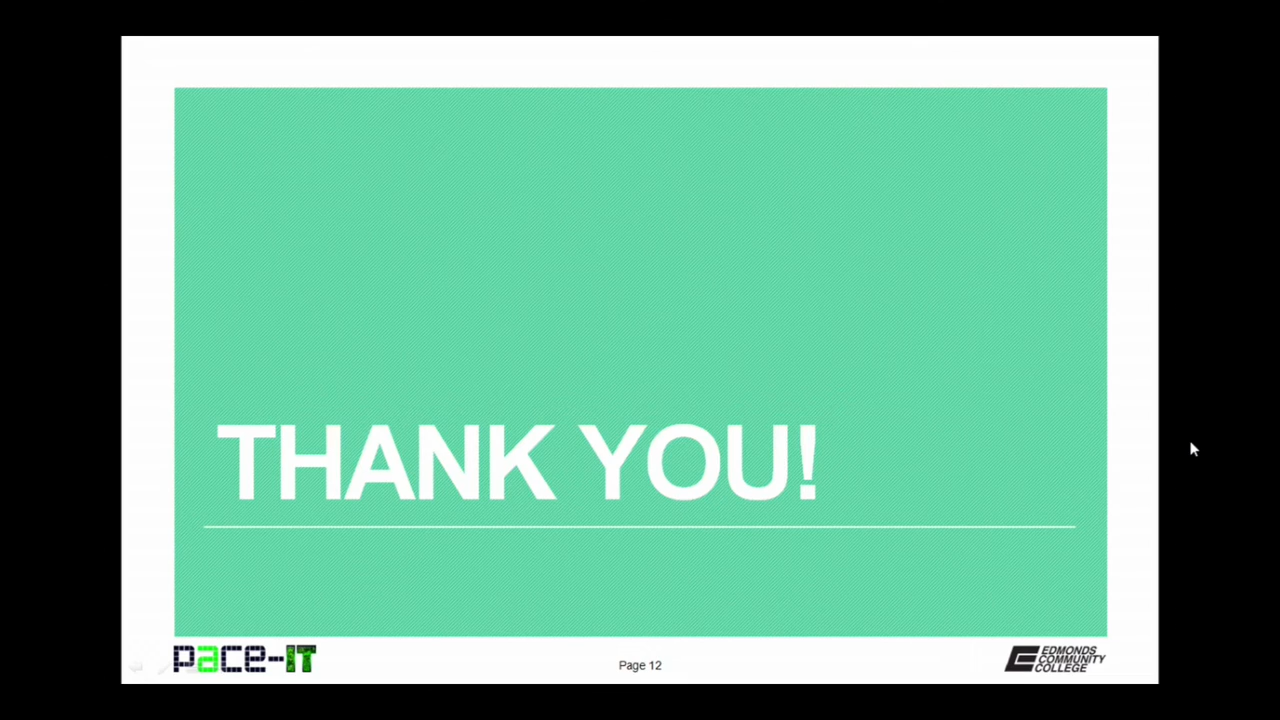 THANK YOU!
pace-IT
Page 12
EDMONDS
COMMUNITY
COLLEGE